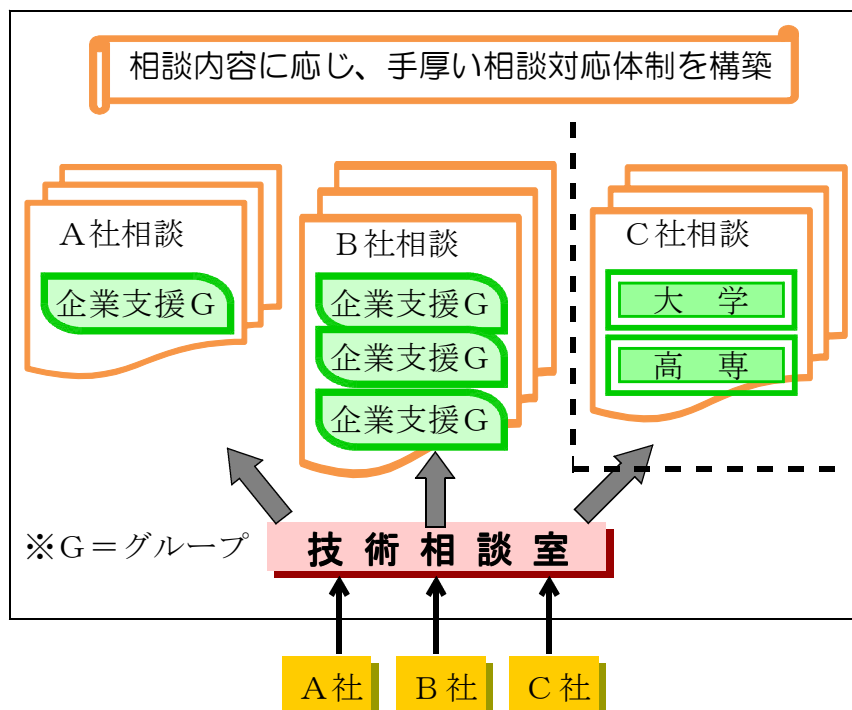 相談内容に応じ、手厚い相談対応体制を構築
A社相談
企業支援G
B社相談
企業支援G
企業支援G
企業支援G
C社相談
大 学
高 専
※G=グループ
技術相談室
A社
B社
C社